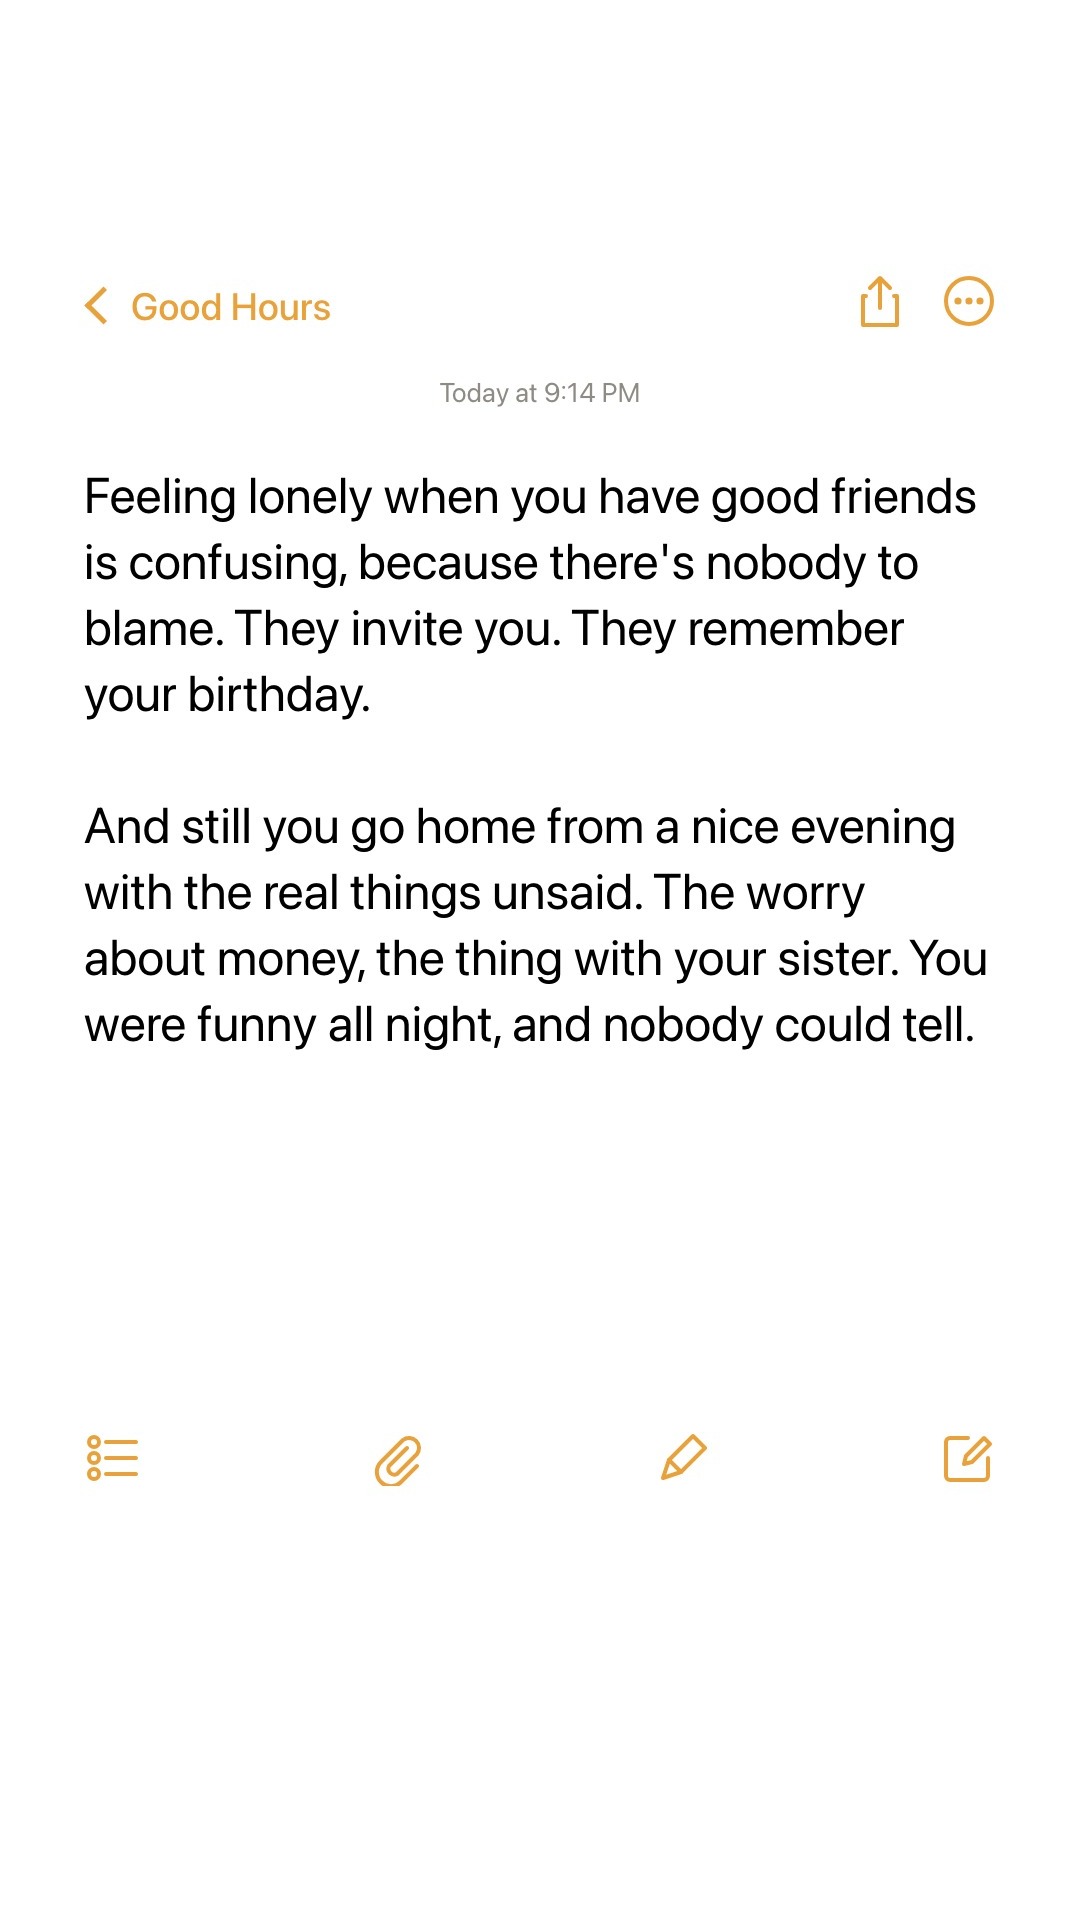 Good Hours
Today at 9:14 PM
Feeling lonely when you have good friends
is confusing, because there's nobody to
blame. They invite you. They remember
your birthday.
And still you go home from a nice evening
with the real things unsaid. The worry
about money, the thing with your sister. You
were funny all night, and nobody could tell.